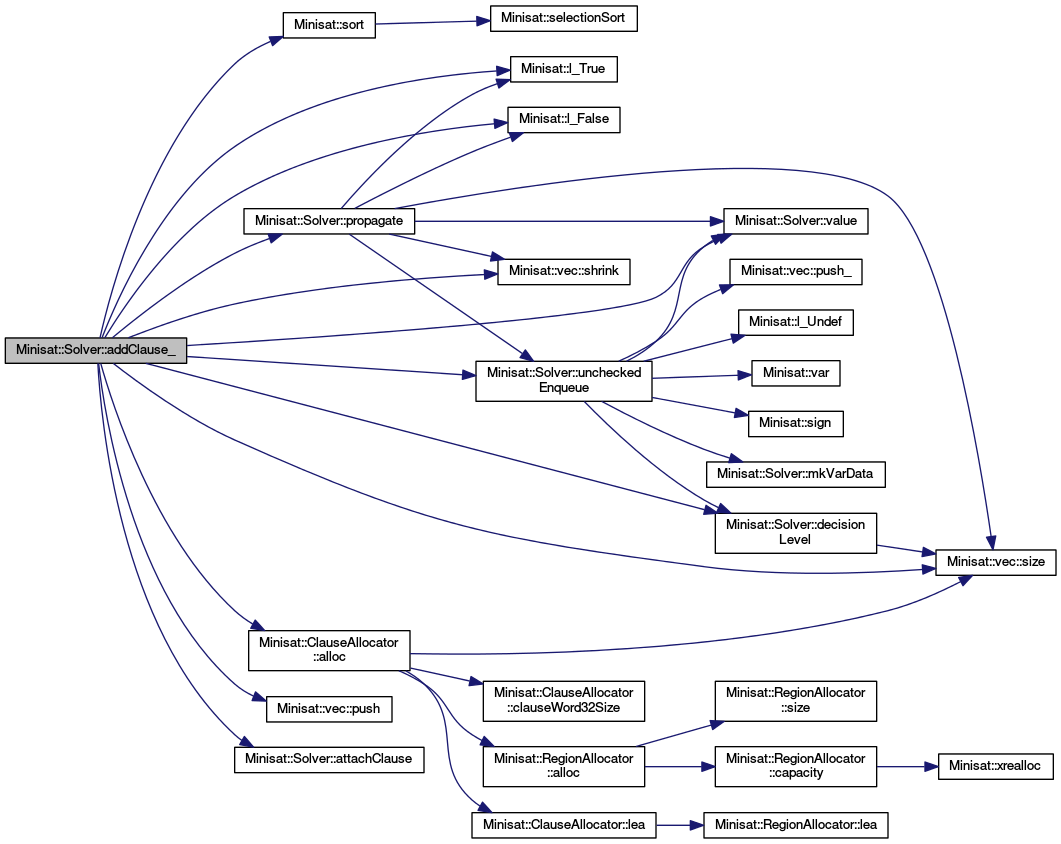 Minisat::sort
Minisat::selectionSort
Minisat::l_True
Minisat::l_False
Minisat::Solver::propagate
Minisat::Solver::value
Minisat::vec::shrink
Minisat::vec::push_
Minisat::l_Undef
Minisat::Solver::addClause_
Minisat::Solver::unchecked
Enqueue
Minisat::var
Minisat::sign
Minisat::Solver::mkVarData
Minisat::Solver::decision
Level
Minisat::vec::size
Minisat::ClauseAllocator
::alloc
Minisat::vec::push
Minisat::ClauseAllocator
::clauseWord32Size
Minisat::RegionAllocator
::size
Minisat::Solver::attachClause
Minisat::RegionAllocator
::alloc
Minisat::RegionAllocator
::capacity
Minisat::xrealloc
Minisat::ClauseAllocator::lea
Minisat::RegionAllocator::lea